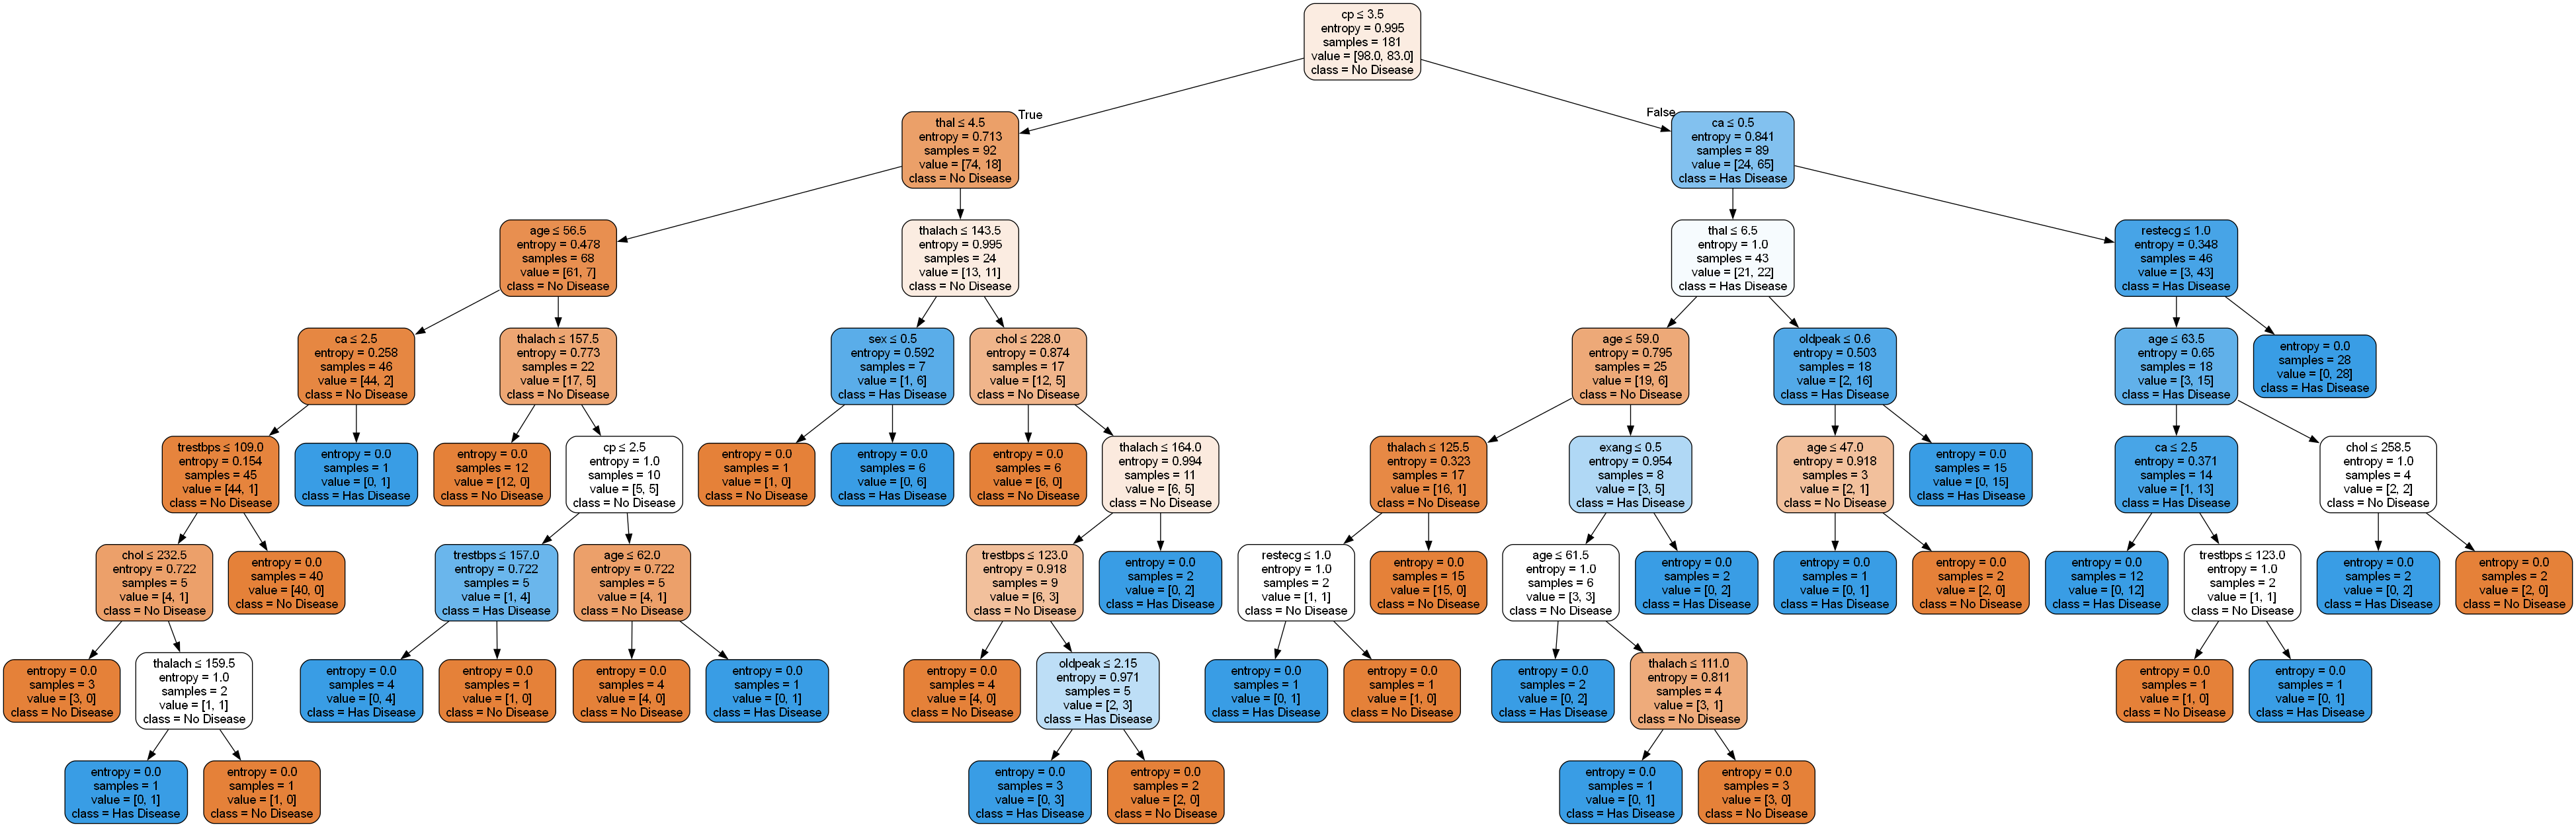 cp ≤ 3.5
entropy = 0.995
samples = 181
value = [98.0, 83.0]
class = No Disease
True
False
thal ≤ 4.5
entropy = 0.713
samples = 92
value = [74, 18]
class = No Disease
ca ≤ 0.5
entropy = 0.841
samples = 89
value = [24, 65]
class = Has Disease
age ≤ 56.5
entropy = 0.478
samples = 68
value = [61, 7]
class = No Disease
thalach ≤ 143.5
entropy = 0.995
samples = 24
value = [13, 11]
class = No Disease
thal ≤ 6.5
entropy = 1.0
samples = 43
value = [21, 22]
class = Has Disease
restecg ≤ 1.0
entropy = 0.348
samples = 46
value = [3, 43]
class = Has Disease
ca ≤ 2.5
entropy = 0.258
samples = 46
value = [44, 2]
class = No Disease
thalach ≤ 157.5
entropy = 0.773
samples = 22
value = [17, 5]
class = No Disease
sex ≤ 0.5
entropy = 0.592
samples = 7
value = [1, 6]
class = Has Disease
chol ≤ 228.0
entropy = 0.874
samples = 17
value = [12, 5]
class = No Disease
age ≤ 59.0
entropy = 0.795
samples = 25
value = [19, 6]
class = No Disease
oldpeak ≤ 0.6
entropy = 0.503
samples = 18
value = [2, 16]
class = Has Disease
age ≤ 63.5
entropy = 0.65
samples = 18
value = [3, 15]
class = Has Disease
entropy = 0.0
samples = 28
value = [0, 28]
class = Has Disease
trestbps ≤ 109.0
entropy = 0.154
samples = 45
value = [44, 1]
class = No Disease
entropy = 0.0
samples = 1
value = [0, 1]
class = Has Disease
entropy = 0.0
samples = 12
value = [12, 0]
class = No Disease
cp ≤ 2.5
entropy = 1.0
samples = 10
value = [5, 5]
class = No Disease
entropy = 0.0
samples = 1
value = [1, 0]
class = No Disease
entropy = 0.0
samples = 6
value = [0, 6]
class = Has Disease
entropy = 0.0
samples = 6
value = [6, 0]
class = No Disease
thalach ≤ 164.0
entropy = 0.994
samples = 11
value = [6, 5]
class = No Disease
thalach ≤ 125.5
entropy = 0.323
samples = 17
value = [16, 1]
class = No Disease
exang ≤ 0.5
entropy = 0.954
samples = 8
value = [3, 5]
class = Has Disease
age ≤ 47.0
entropy = 0.918
samples = 3
value = [2, 1]
class = No Disease
entropy = 0.0
samples = 15
value = [0, 15]
class = Has Disease
ca ≤ 2.5
entropy = 0.371
samples = 14
value = [1, 13]
class = Has Disease
chol ≤ 258.5
entropy = 1.0
samples = 4
value = [2, 2]
class = No Disease
chol ≤ 232.5
entropy = 0.722
samples = 5
value = [4, 1]
class = No Disease
entropy = 0.0
samples = 40
value = [40, 0]
class = No Disease
trestbps ≤ 157.0
entropy = 0.722
samples = 5
value = [1, 4]
class = Has Disease
age ≤ 62.0
entropy = 0.722
samples = 5
value = [4, 1]
class = No Disease
trestbps ≤ 123.0
entropy = 0.918
samples = 9
value = [6, 3]
class = No Disease
entropy = 0.0
samples = 2
value = [0, 2]
class = Has Disease
restecg ≤ 1.0
entropy = 1.0
samples = 2
value = [1, 1]
class = No Disease
entropy = 0.0
samples = 15
value = [15, 0]
class = No Disease
age ≤ 61.5
entropy = 1.0
samples = 6
value = [3, 3]
class = No Disease
entropy = 0.0
samples = 2
value = [0, 2]
class = Has Disease
entropy = 0.0
samples = 1
value = [0, 1]
class = Has Disease
entropy = 0.0
samples = 2
value = [2, 0]
class = No Disease
entropy = 0.0
samples = 12
value = [0, 12]
class = Has Disease
trestbps ≤ 123.0
entropy = 1.0
samples = 2
value = [1, 1]
class = No Disease
entropy = 0.0
samples = 2
value = [0, 2]
class = Has Disease
entropy = 0.0
samples = 2
value = [2, 0]
class = No Disease
entropy = 0.0
samples = 3
value = [3, 0]
class = No Disease
thalach ≤ 159.5
entropy = 1.0
samples = 2
value = [1, 1]
class = No Disease
entropy = 0.0
samples = 4
value = [0, 4]
class = Has Disease
entropy = 0.0
samples = 1
value = [1, 0]
class = No Disease
entropy = 0.0
samples = 4
value = [4, 0]
class = No Disease
entropy = 0.0
samples = 1
value = [0, 1]
class = Has Disease
entropy = 0.0
samples = 4
value = [4, 0]
class = No Disease
oldpeak ≤ 2.15
entropy = 0.971
samples = 5
value = [2, 3]
class = Has Disease
entropy = 0.0
samples = 1
value = [0, 1]
class = Has Disease
entropy = 0.0
samples = 1
value = [1, 0]
class = No Disease
entropy = 0.0
samples = 2
value = [0, 2]
class = Has Disease
thalach ≤ 111.0
entropy = 0.811
samples = 4
value = [3, 1]
class = No Disease
entropy = 0.0
samples = 1
value = [1, 0]
class = No Disease
entropy = 0.0
samples = 1
value = [0, 1]
class = Has Disease
entropy = 0.0
samples = 1
value = [0, 1]
class = Has Disease
entropy = 0.0
samples = 1
value = [1, 0]
class = No Disease
entropy = 0.0
samples = 3
value = [0, 3]
class = Has Disease
entropy = 0.0
samples = 2
value = [2, 0]
class = No Disease
entropy = 0.0
samples = 1
value = [0, 1]
class = Has Disease
entropy = 0.0
samples = 3
value = [3, 0]
class = No Disease